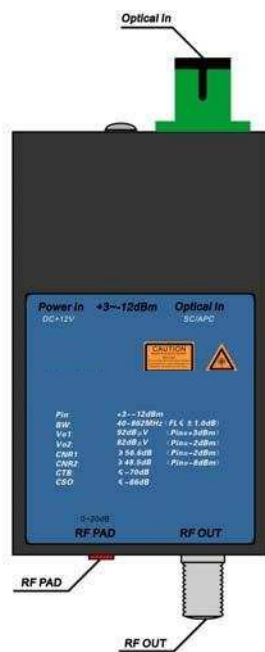 Optical In
Power In +3~-12dBm Optical In
DC+12V SC/APC
CAUTION
Pin +3~-12dBm
BW 40-862MHz (FL≤±1.0dB)
Vo1 92dBμV (Pin=+3dBm)
Vo2 82dBμV (Pin=-2dBm)
CNR1 ≥56.6dB (Pin=-2dBm)
CNR2 ≥48.5dB (Pin=-8dBm)
CTB ≤-70dB
CSO ≤-66dB
0~20dB
RF PAD RF OUT
RF PAD
RF OUT